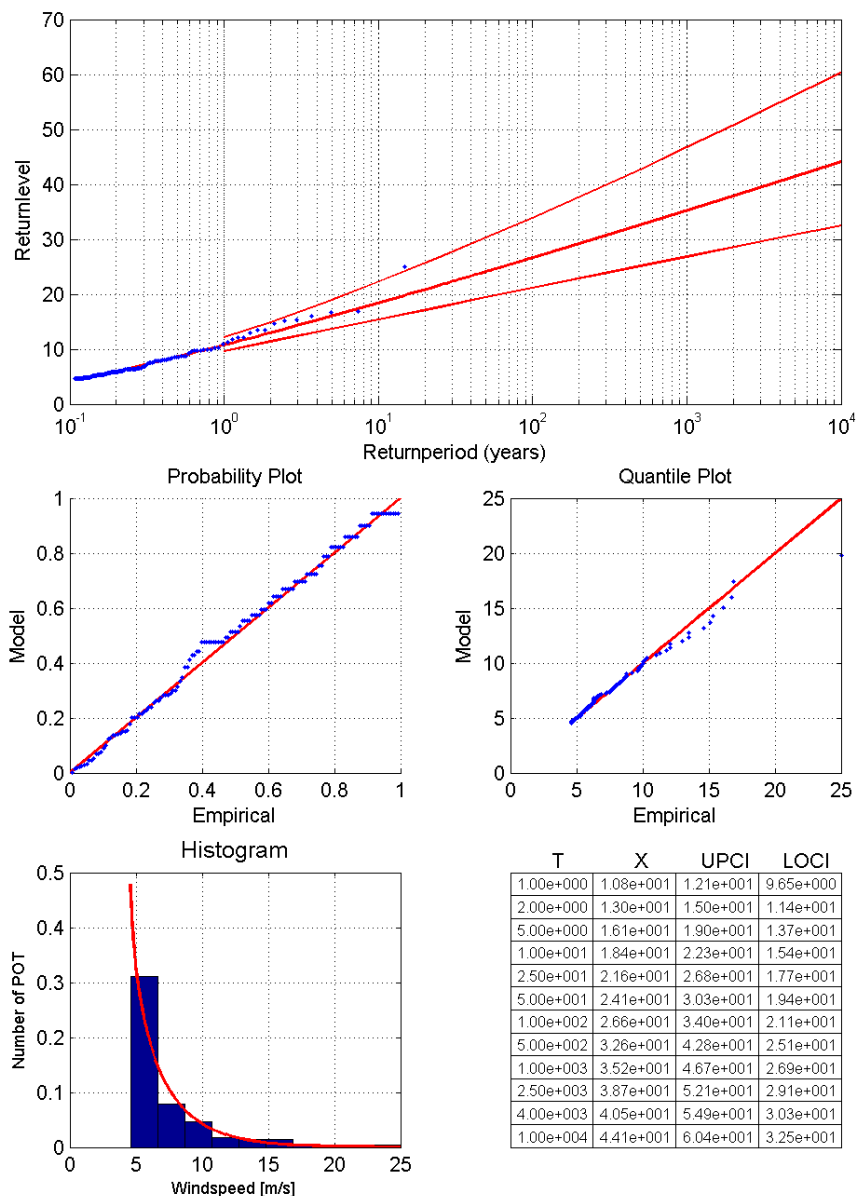 70
60
50
40
30
20
10
0
Returnlevel
10^-1 10^0 10^1 10^2 10^3 10^4
Returnperiod (years)
Probability Plot
1
0.8
0.6
0.4
0.2
0
Model
0 0.2 0.4 0.6 0.8 1
Empirical
Quantile Plot
25
20
15
10
5
0
Model
0 5 10 15 20 25
Empirical
Histogram
0.5
0.4
0.3
0.2
0.1
0
Number of POT
0 5 10 15 20 25
Windspeed [m/s]
T X UPCI LOCI
1.00e+000 1.08e+001 1.21e+001 9.65e+000
2.00e+000 1.30e+001 1.50e+001 1.14e+001
5.00e+000 1.61e+001 1.90e+001 1.37e+001
1.00e+001 1.84e+001 2.23e+001 1.54e+001
2.50e+001 2.16e+001 2.68e+001 1.77e+001
5.00e+001 2.41e+001 3.03e+001 1.94e+001
1.00e+002 2.66e+001 3.40e+001 2.11e+001
5.00e+002 3.26e+001 4.28e+001 2.51e+001
1.00e+003 3.52e+001 4.67e+001 2.69e+001
2.50e+003 3.87e+001 5.21e+001 2.91e+001
4.00e+003 4.05e+001 5.49e+001 3.03e+001
1.00e+004 4.41e+001 6.04e+001 3.25e+001